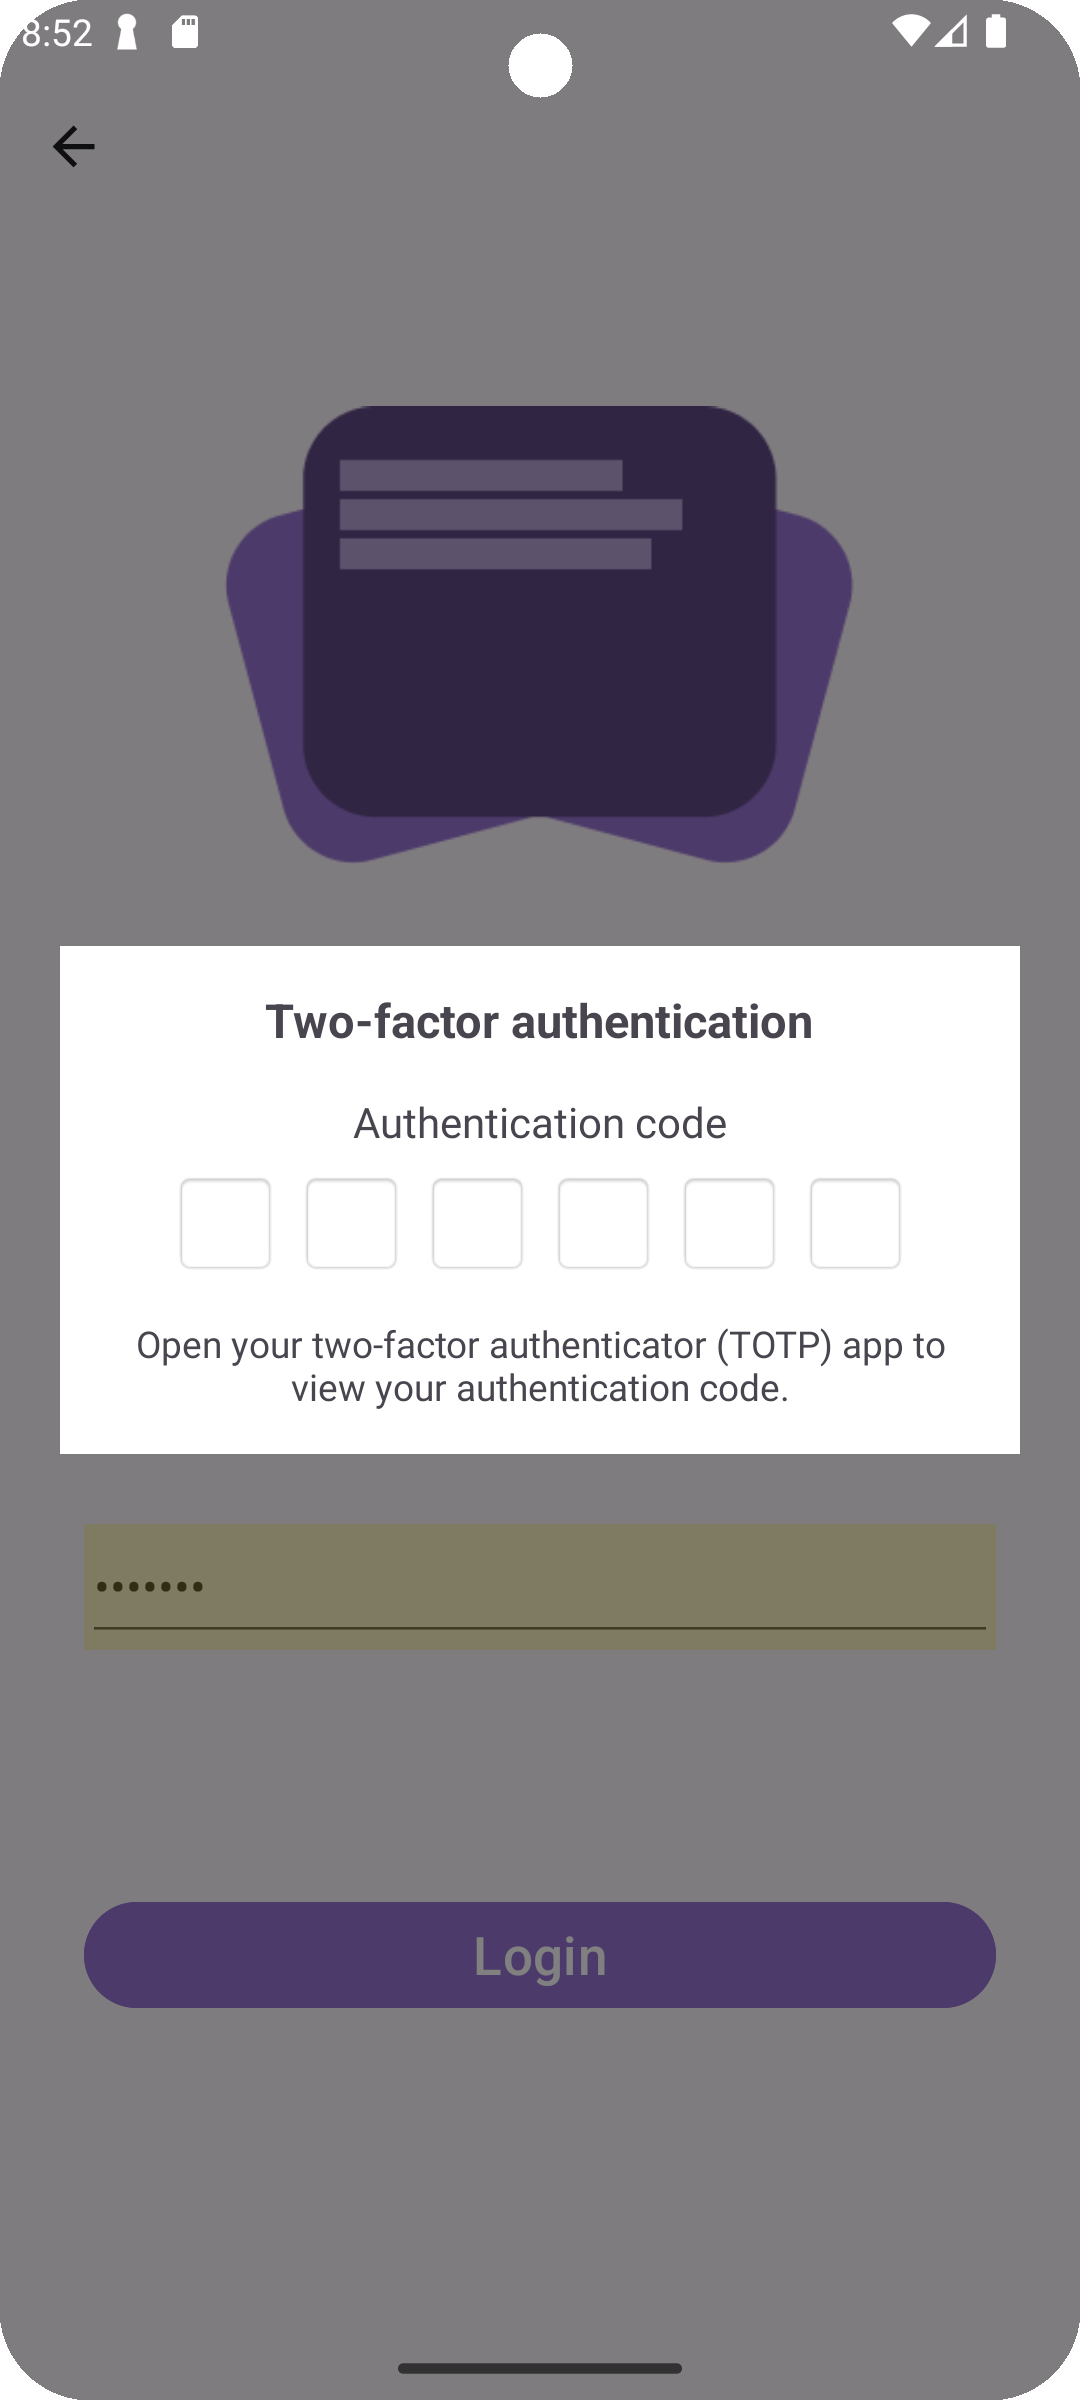 8:52
Two-factor authentication
Authentication code
Open your two-factor authenticator (TOTP) app to
view your authentication code.
•••••••
Login